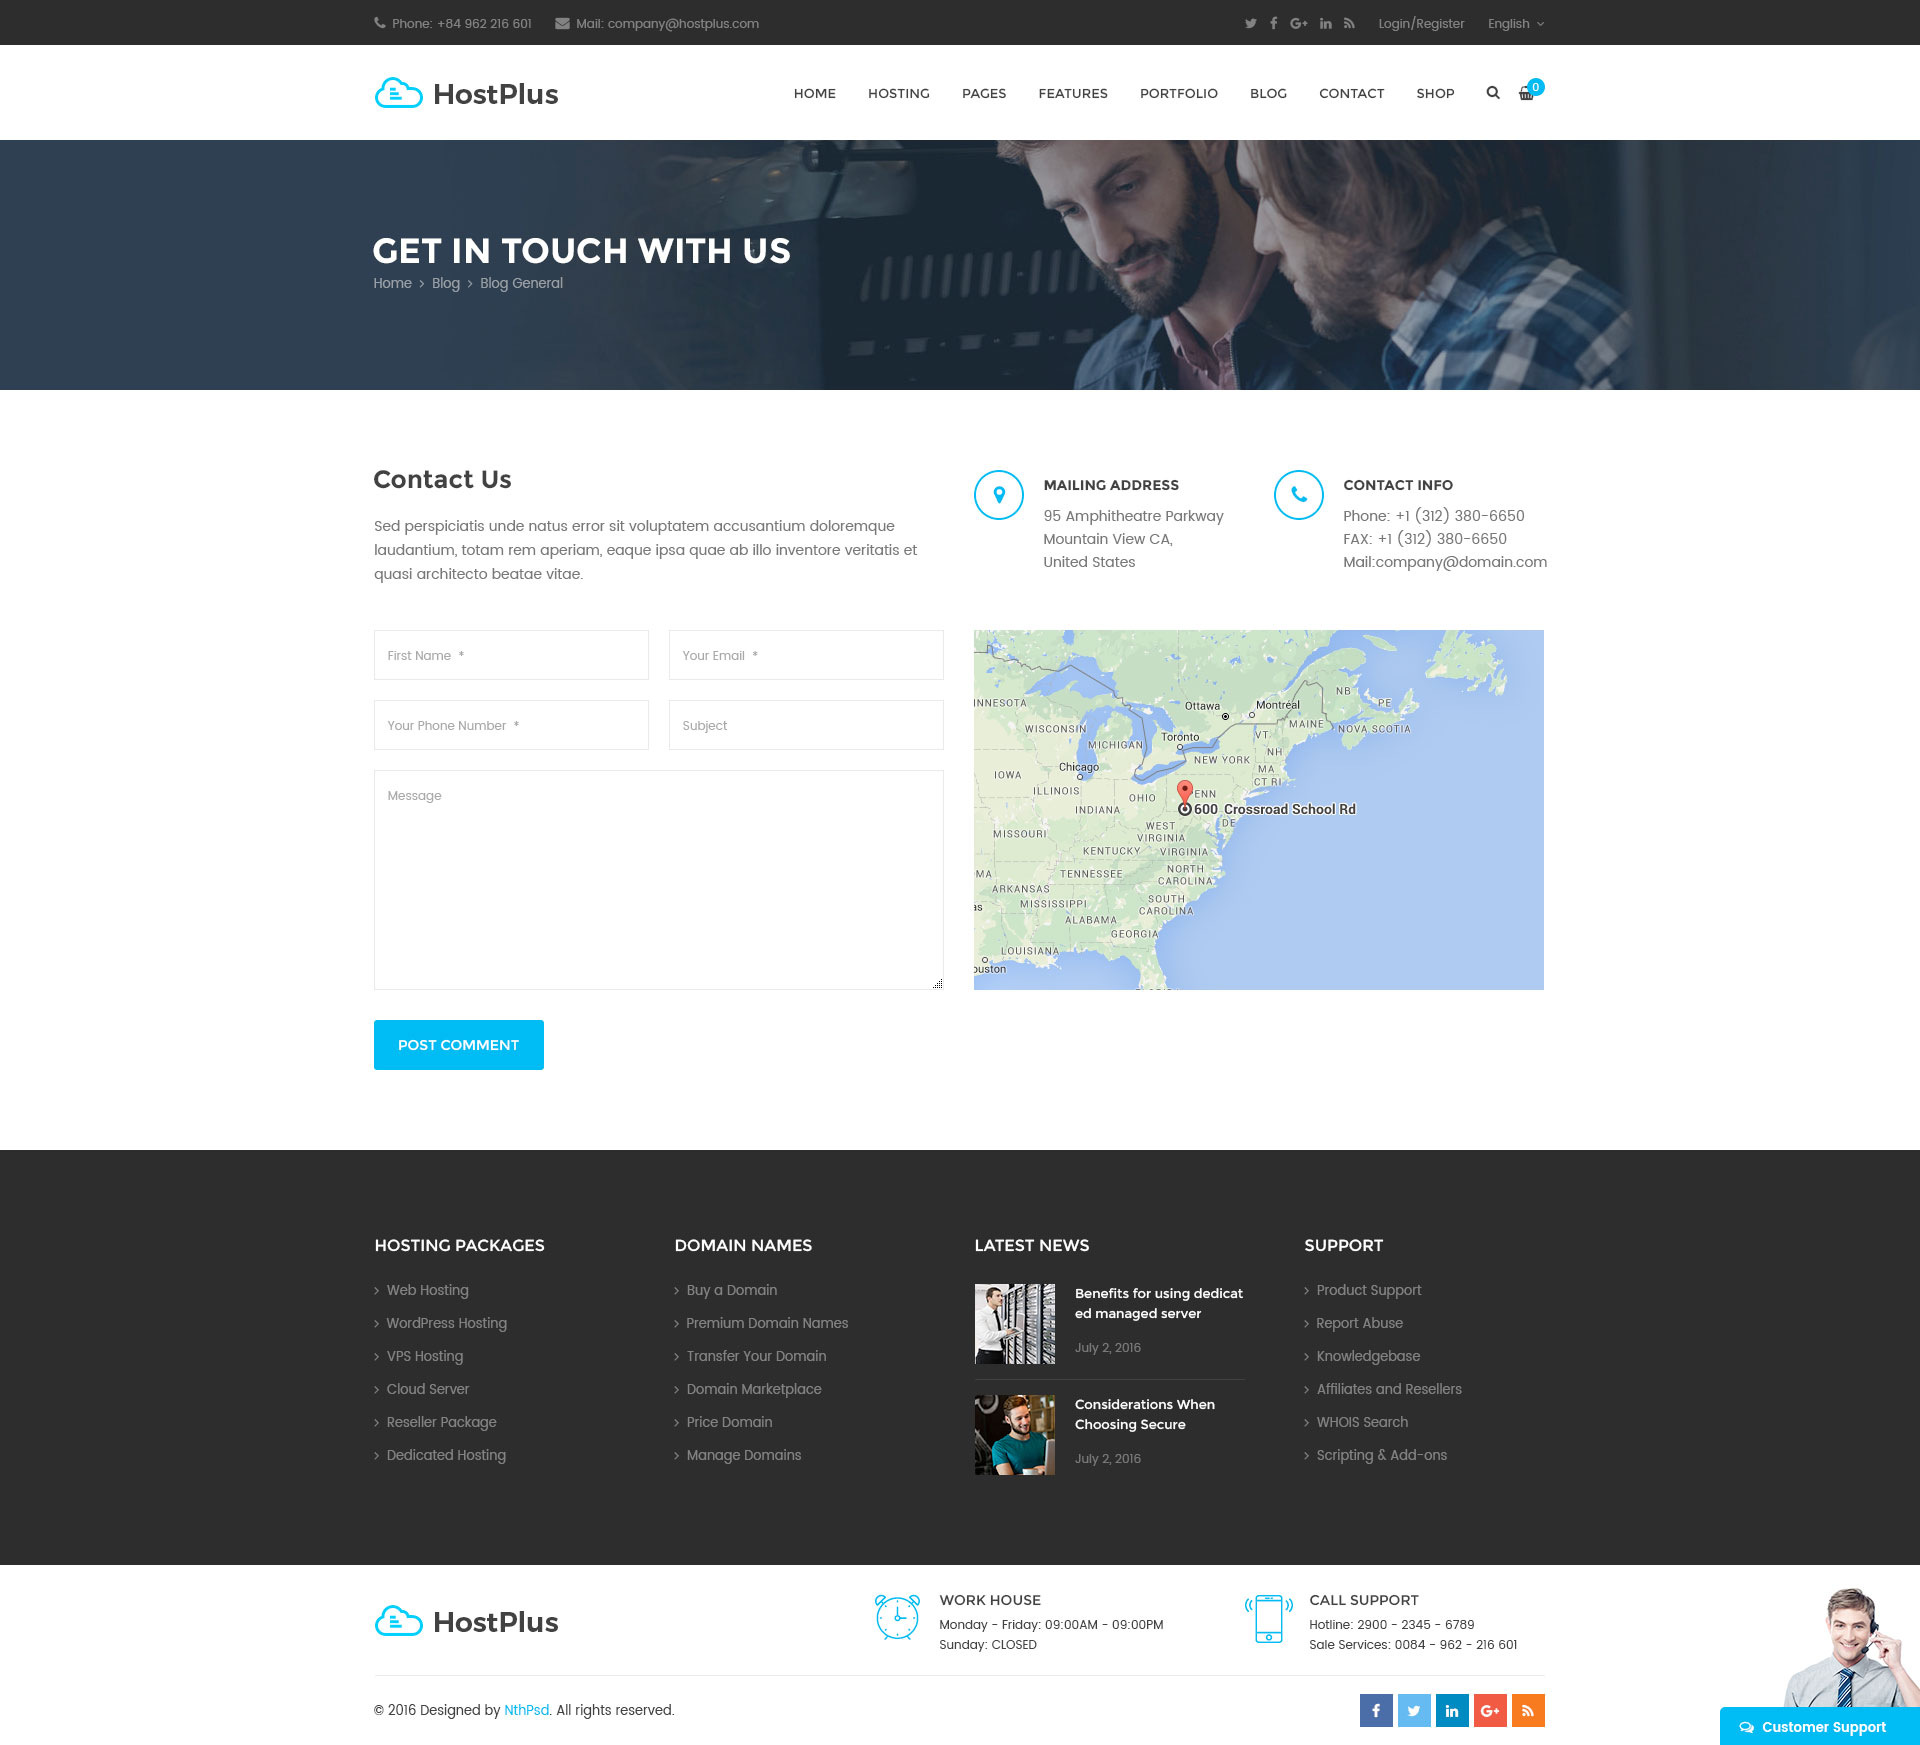 Phone: +84 962 216 601 Mail: company@hostplus.com
Login/Register English
HostPlus
HOME HOSTING PAGES FEATURES PORTFOLIO BLOG CONTACT SHOP 0
GET IN TOUCH WITH US
Home > Blog > Blog General
Contact Us
Sed perspiciatis unde natus error sit voluptatem accusantium doloremque
laudantium, totam rem aperiam, eaque ipsa quae ab illo inventore veritatis et
quasi architecto beatae vitae.
MAILING ADDRESS
95 Amphitheatre Parkway
Mountain View CA,
United States
CONTACT INFO
Phone: +1 (312) 380-6650
FAX: +1 (312) 380-6650
Mail:company@domain.com
First Name *
Your Email *
Your Phone Number *
Subject
Message
POST COMMENT
NB
INNESOTA
Ottawa
Montreal
PE
MAINE
WISCONSIN
NOVA SCOTIA
Toronto
VT.
MICHIGAN
NH
NEW YORK
Chicago
MA
IOWA
CT RI
ILLINOIS
OHIO
PENN
INDIANA
600 Crossroad School Rd
DE
WEST
VIRGINIA
MISSOURI
KENTUCKY
VIRGINIA
NORTH
CAROLINA
MA
TENNESSEE
ARKANSAS
SOUTH
CAROLINA
as
MISSISSIPPI
ALABAMA
GEORGIA
LOUISIANA
ouston
HOSTING PACKAGES
> Web Hosting
> WordPress Hosting
> VPS Hosting
> Cloud Server
> Reseller Package
> Dedicated Hosting
DOMAIN NAMES
> Buy a Domain
> Premium Domain Names
> Transfer Your Domain
> Domain Marketplace
> Price Domain
> Manage Domains
LATEST NEWS
Benefits for using dedicat
ed managed server
July 2, 2016
Considerations When
Choosing Secure
July 2, 2016
SUPPORT
> Product Support
> Report Abuse
> Knowledgebase
> Affiliates and Resellers
> WHOIS Search
> Scripting & Add-ons
HostPlus
WORK HOUSE
Monday - Friday: 09:00AM - 09:00PM
Sunday: CLOSED
CALL SUPPORT
Hotline: 2900 - 2345 - 6789
Sale Services: 0084 - 962 - 216 601
© 2016 Designed by NthPsd. All rights reserved.
Customer Support